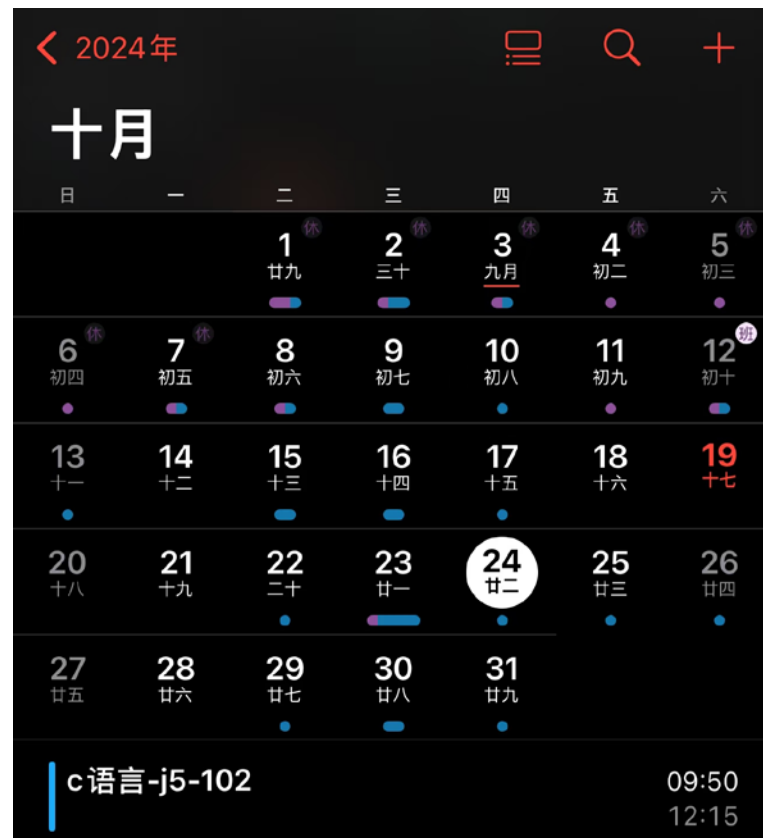 2024年
十月
日 一 二 三 四 五 六
休 休 休 休 休
1 2 3 4 5
廿九 三十 九月 初二 初三
休 休 班
6 7 8 9 10 11 12
初四 初五 初六 初七 初八 初九 初十
13 14 15 16 17 18 19
十一 十二 十三 十四 十五 十六 十七
20 21 22 23 24 25 26
十八 十九 二十 廿一 廿二 廿三 廿四
27 28 29 30 31
廿五 廿六 廿七 廿八 廿九
c语言-j5-102 09:50
12:15